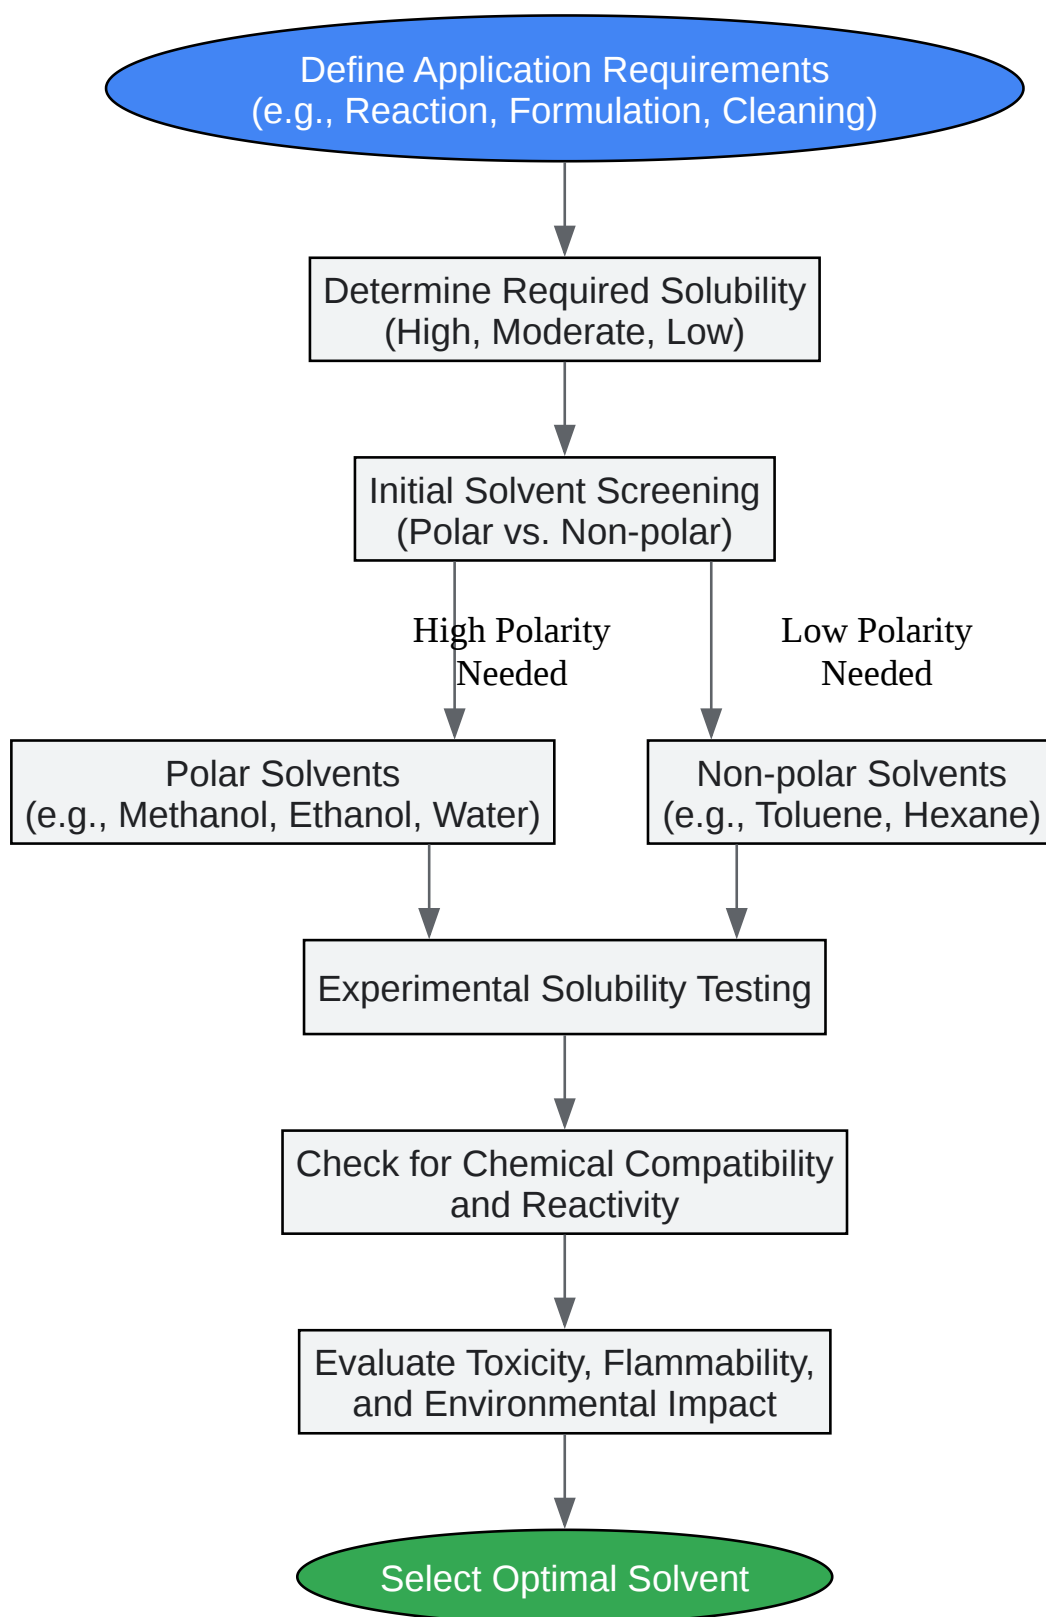 Define Application Requirements
(e.g., Reaction, Formulation, Cleaning)
Determine Required Solubility
(High, Moderate, Low)
Initial Solvent Screening
(Polar vs. Non-polar)
High Polarity
Needed
Low Polarity
Needed
Polar Solvents
(e.g., Methanol, Ethanol, Water)
Non-polar Solvents
(e.g., Toluene, Hexane)
Experimental Solubility Testing
Check for Chemical Compatibility
and Reactivity
Evaluate Toxicity, Flammability,
and Environmental Impact
Select Optimal Solvent